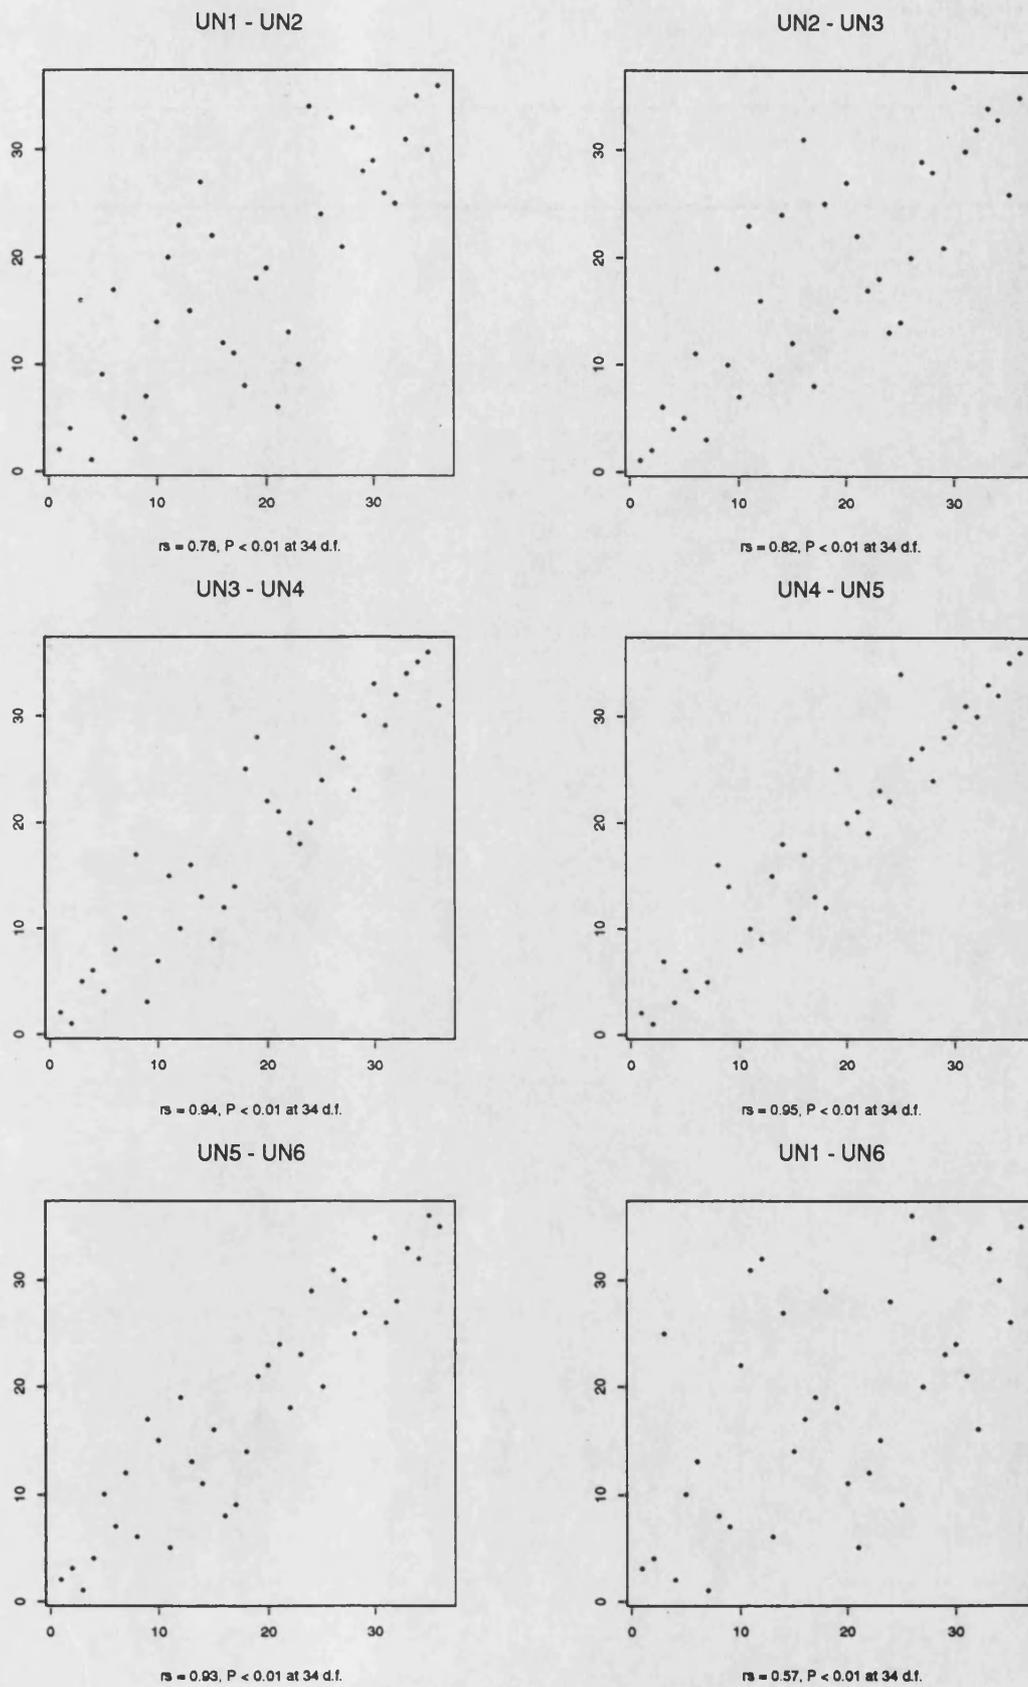 UN1 - UN2
UN2 - UN3
30
20
10
0
0 10 20 30
30
20
10
0
0 10 20 30
rs = 0.78, P < 0.01 at 34 d.f.
rs = 0.82, P < 0.01 at 34 d.f.
UN3 - UN4
UN4 - UN5
30
20
10
0
0 10 20 30
30
20
10
0
0 10 20 30
rs = 0.94, P < 0.01 at 34 d.f.
rs = 0.95, P < 0.01 at 34 d.f.
UN5 - UN6
UN1 - UN6
30
20
10
0
0 10 20 30
30
20
10
0
0 10 20 30
rs = 0.93, P < 0.01 at 34 d.f.
rs = 0.57, P < 0.01 at 34 d.f.